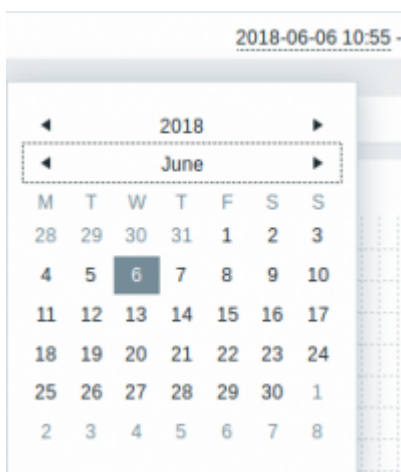 2018-06-06 10:55 -
◄ 2018 ►
◄ June ►
M T W T F S S
28 29 30 31 1 2 3
4 5 6 7 8 9 10
11 12 13 14 15 16 17
18 19 20 21 22 23 24
25 26 27 28 29 30 1
2 3 4 5 6 7 8